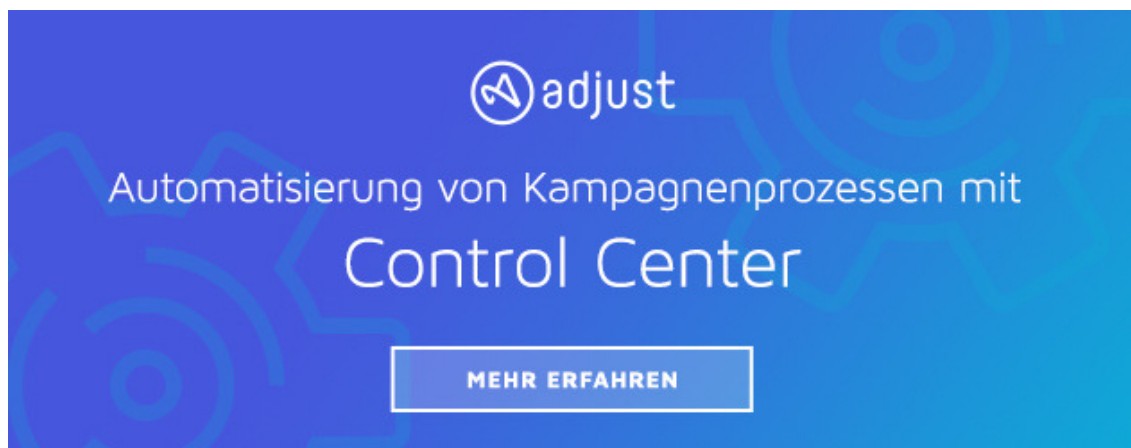 adjust
Automatisierung von Kampagnenprozessen mit
Control Center
MEHR ERFAHREN